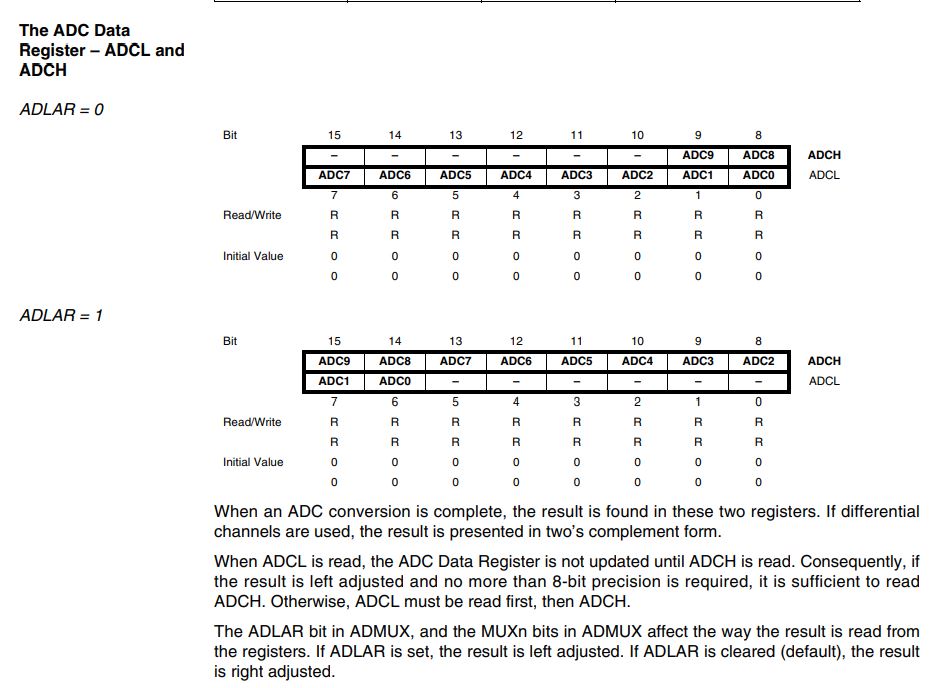 The ADC Data
Register – ADCL and
ADCH
ADLAR = 0
Bit 15 14 13 12 11 10 9 8
– – – – – – ADC9 ADC8 ADCH
ADC7 ADC6 ADC5 ADC4 ADC3 ADC2 ADC1 ADC0 ADCL
7 6 5 4 3 2 1 0
Read/Write R R R R R R R R
R R R R R R R R
Initial Value 0 0 0 0 0 0 0 0
0 0 0 0 0 0 0 0
ADLAR = 1
Bit 15 14 13 12 11 10 9 8
ADC9 ADC8 ADC7 ADC6 ADC5 ADC4 ADC3 ADC2 ADCH
ADC1 ADC0 – – – – – – ADCL
7 6 5 4 3 2 1 0
Read/Write R R R R R R R R
R R R R R R R R
Initial Value 0 0 0 0 0 0 0 0
0 0 0 0 0 0 0 0
When an ADC conversion is complete, the result is found in these two registers. If differential
channels are used, the result is presented in two's complement form.
When ADCL is read, the ADC Data Register is not updated until ADCH is read. Consequently, if
the result is left adjusted and no more than 8-bit precision is required, it is sufficient to read
ADCH. Otherwise, ADCL must be read first, then ADCH.
The ADLAR bit in ADMUX, and the MUXn bits in ADMUX affect the way the result is read from
the registers. If ADLAR is set, the result is left adjusted. If ADLAR is cleared (default), the result
is right adjusted.